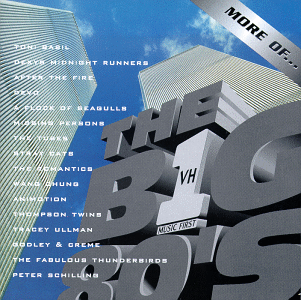 MORE OF...
TONI BASIL
DEXYS MIDNIGHT RUNNERS
AFTER THE FIRE
DEVO
A FLOCK OF SEAGULLS
MISSING PERSONS
THE TUBES
STRAY CATS
THE ROMANTICS
WANG CHUNG
ANIMOTION
THOMPSON TWINS
TRACEY ULLMAN
GODLEY & CREME
THE FABULOUS THUNDERBIRDS
PETER SCHILLING
THE
BIG
VH1
MUSIC FIRST
80'S